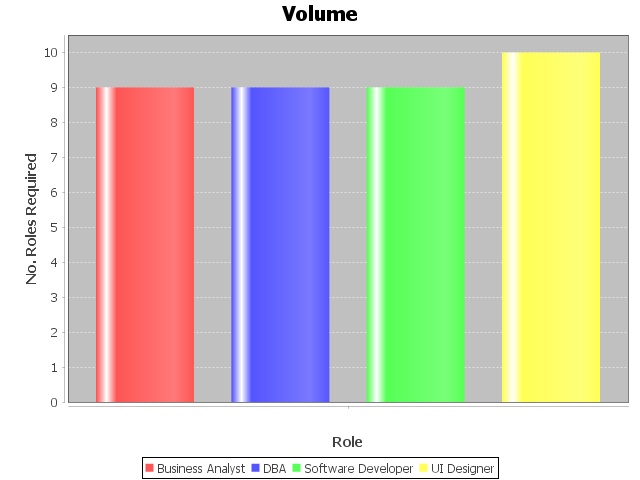 Volume
10
9
8
7
6
5
4
3
2
1
0
No. Roles Required
Role
Business Analyst DBA Software Developer UI Designer